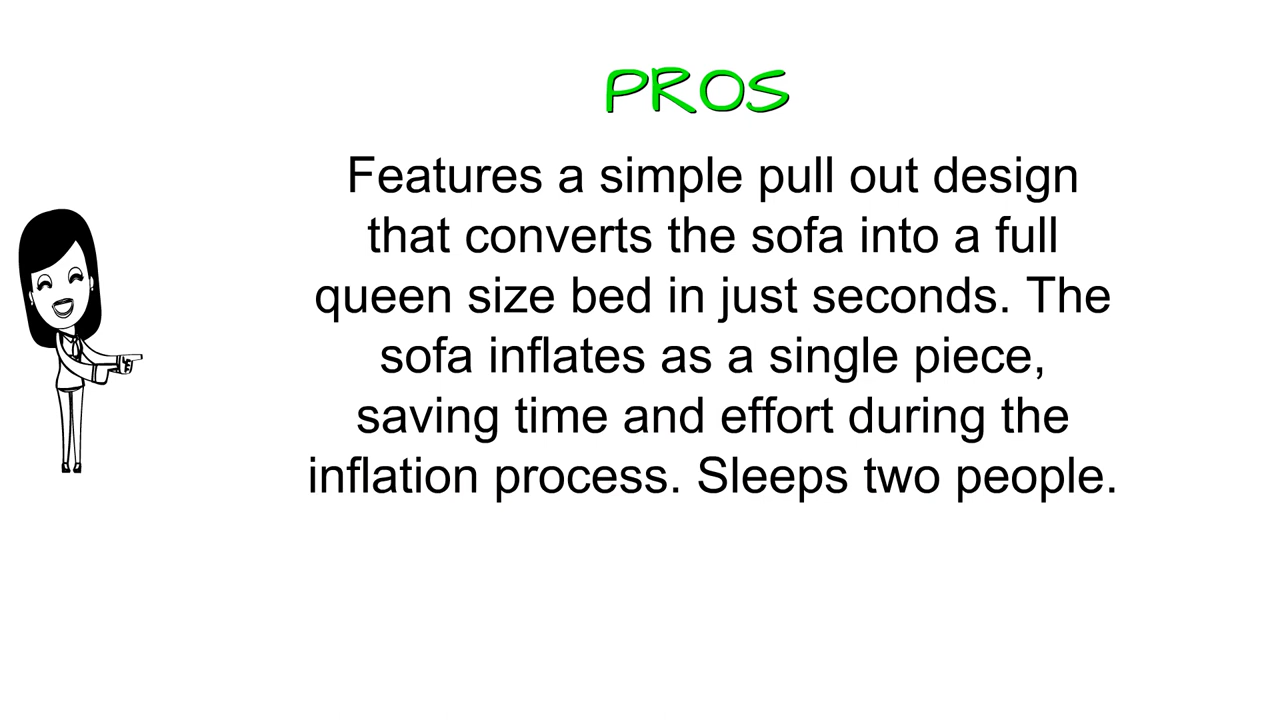 PROS
Features a simple pull out design
that converts the sofa into a full
queen size bed in just seconds. The
sofa inflates as a single piece,
saving time and effort during the
inflation process. Sleeps two people.